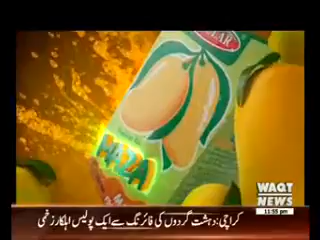 MAZA
WAQT
NEWS
11:55 pm
کراچی: دہشت گردوں کی فائرنگ سے ایک پولیس اہلکار زخمی